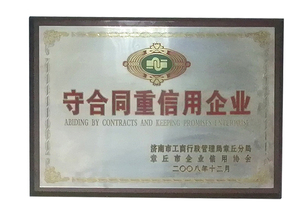 守合同重信用企业
ABIDING BY CONTRACTS AND KEEPING PROMISES ENTERPRISE
济南市工商行政管理局章丘分局
章丘市企业信用协会
二〇〇八年十二月